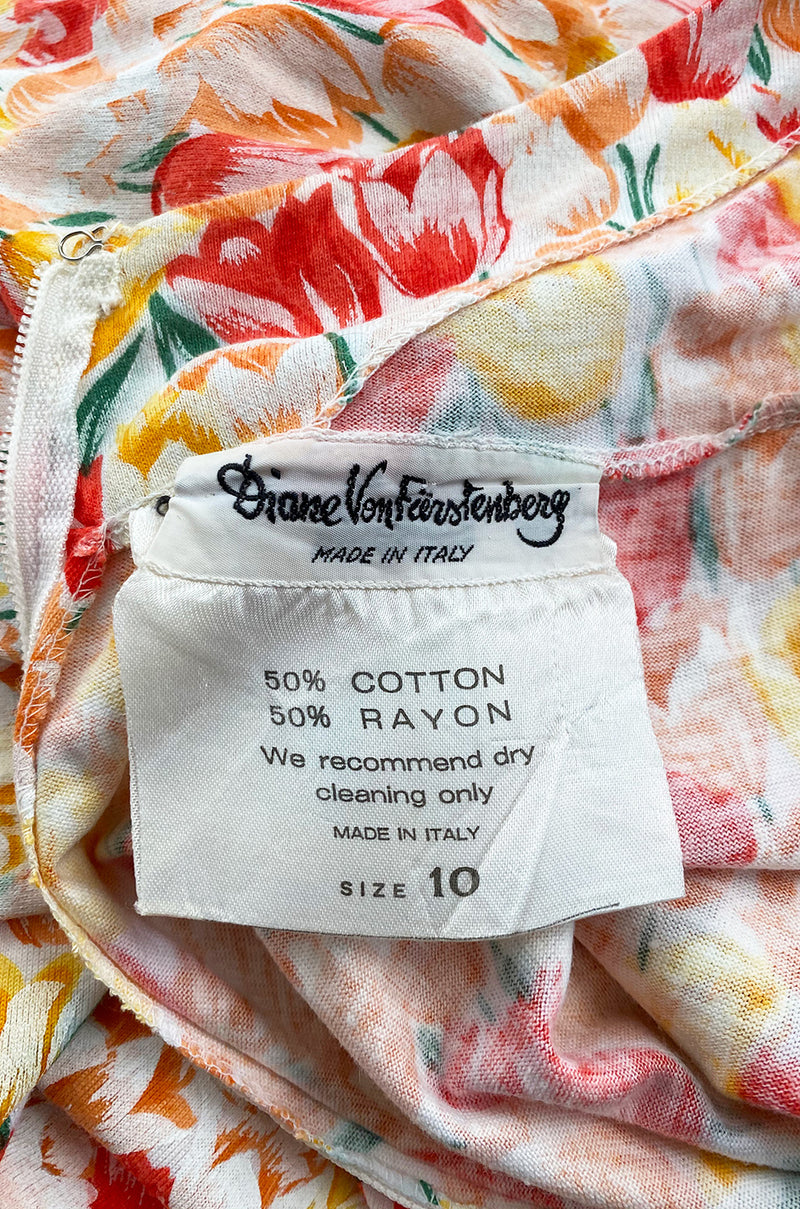 Diane Von Fürstenberg
MADE IN ITALY
50% COTTON
50% RAYON
We recommend dry
cleaning only
MADE IN ITALY
SIZE 10